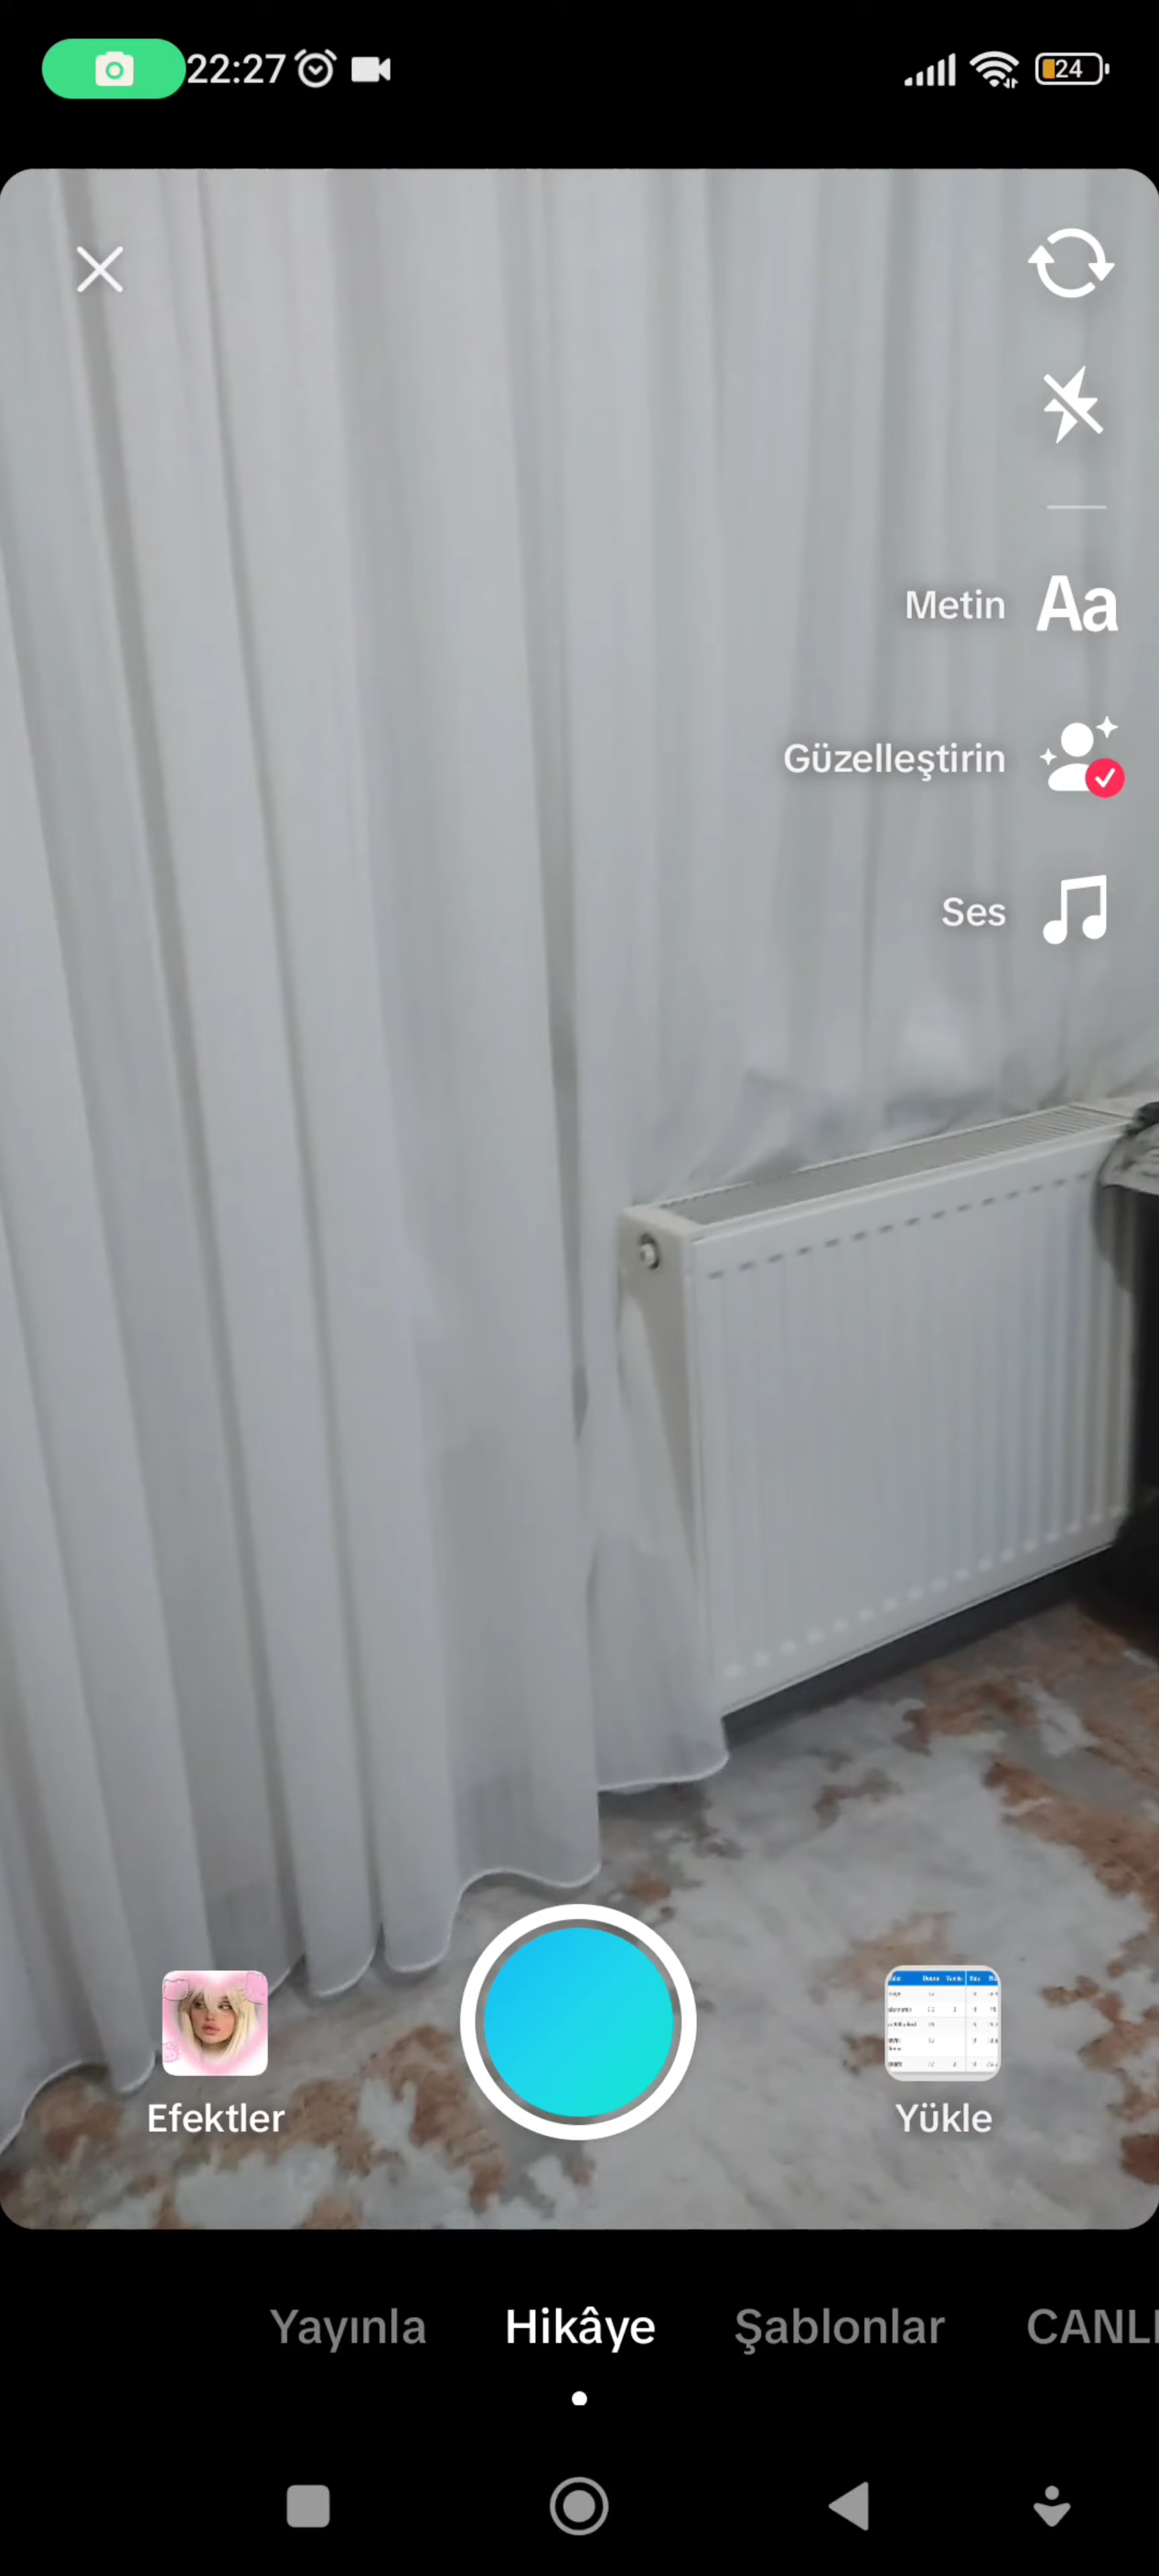 22:27
24
Metin Aa
Güzelleştirin
Ses
Efektler
Yükle
Yayınla Hikâye Şablonlar CANLI